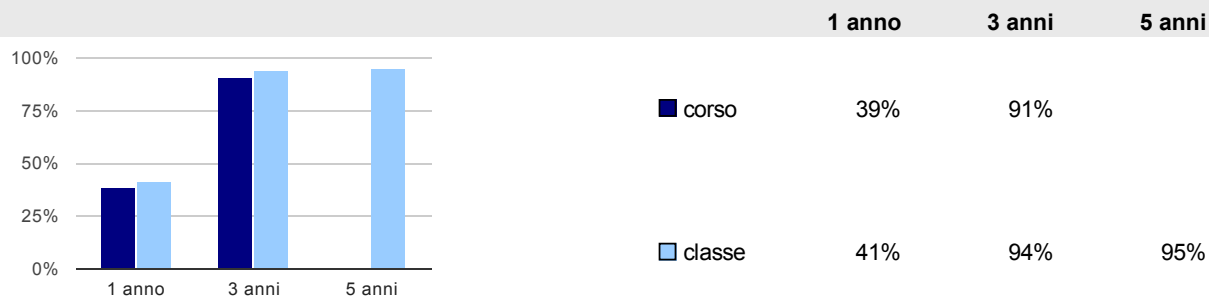 1 anno 3 anni 5 anni
100%
75%
50%
25%
0%
1 anno 3 anni 5 anni
corso 39% 91%
classe 41% 94% 95%